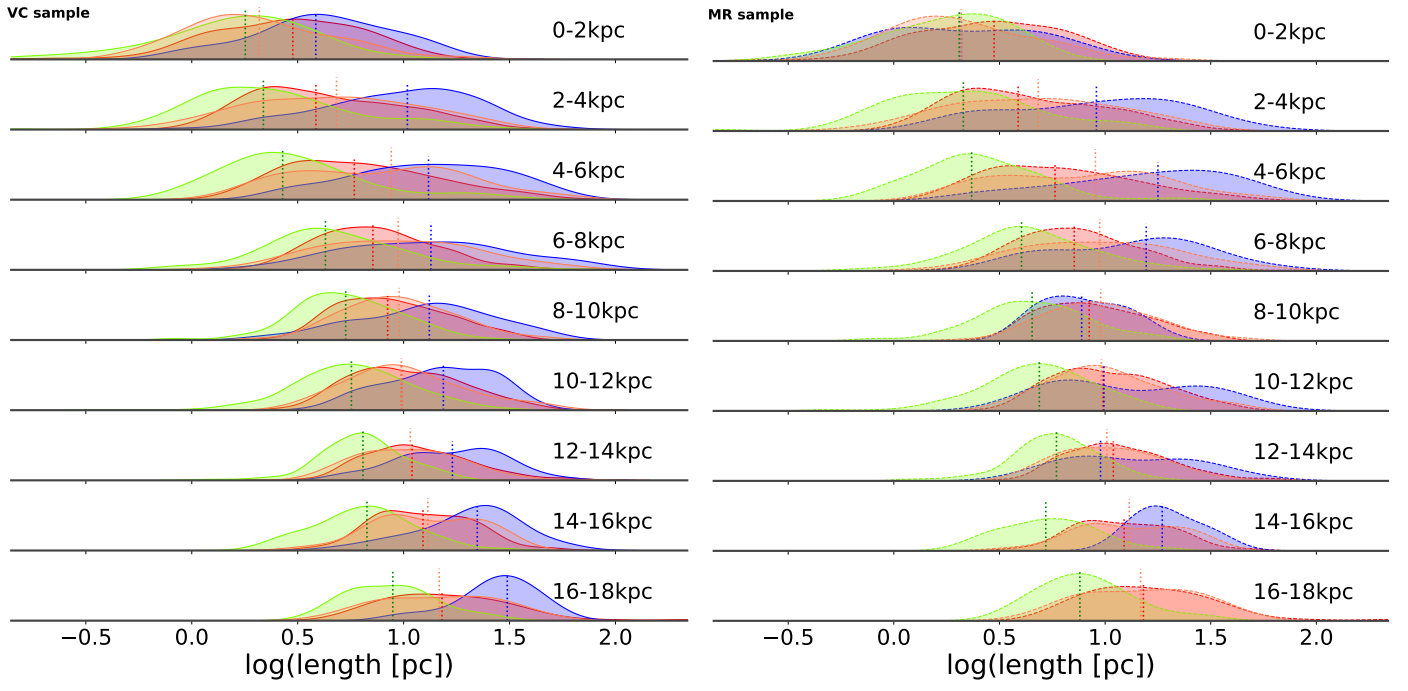 VC sample
0-2kpc
2-4kpc
4-6kpc
6-8kpc
8-10kpc
10-12kpc
12-14kpc
14-16kpc
16-18kpc
−0.5 0.0 0.5 1.0 1.5 2.0
log(length [pc])
MR sample
0-2kpc
2-4kpc
4-6kpc
6-8kpc
8-10kpc
10-12kpc
12-14kpc
14-16kpc
16-18kpc
−0.5 0.0 0.5 1.0 1.5 2.0
log(length [pc])